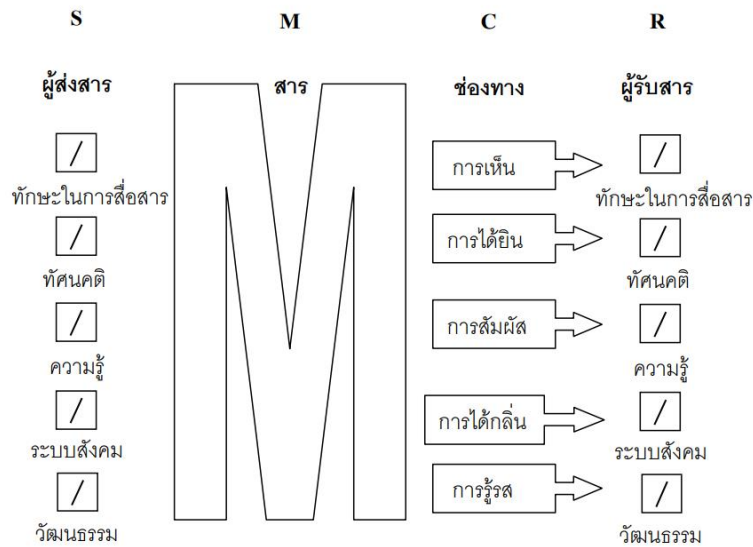 S M C R
ผู้ส่งสาร สาร ช่องทาง ผู้รับสาร
/ การเห็น /
ทักษะในการสื่อสาร ทักษะในการสื่อสาร
/ การได้ยิน /
ทัศนคติ ทัศนคติ
/ การสัมผัส /
ความรู้ ความรู้
/ การได้กลิ่น /
ระบบสังคม ระบบสังคม
/ การรู้รส /
วัฒนธรรม วัฒนธรรม
M